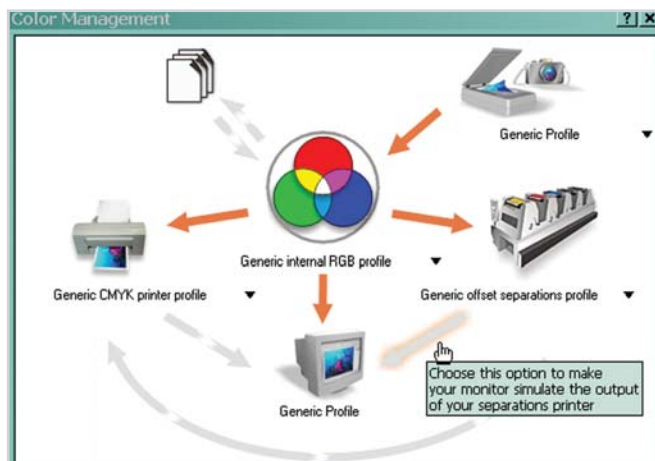 Color Management
? X
Generic Profile
Generic internal RGB profile
Generic CMYK printer profile
Generic offset separations profile
Generic Profile
Choose this option to make
your monitor simulate the output
of your separations printer